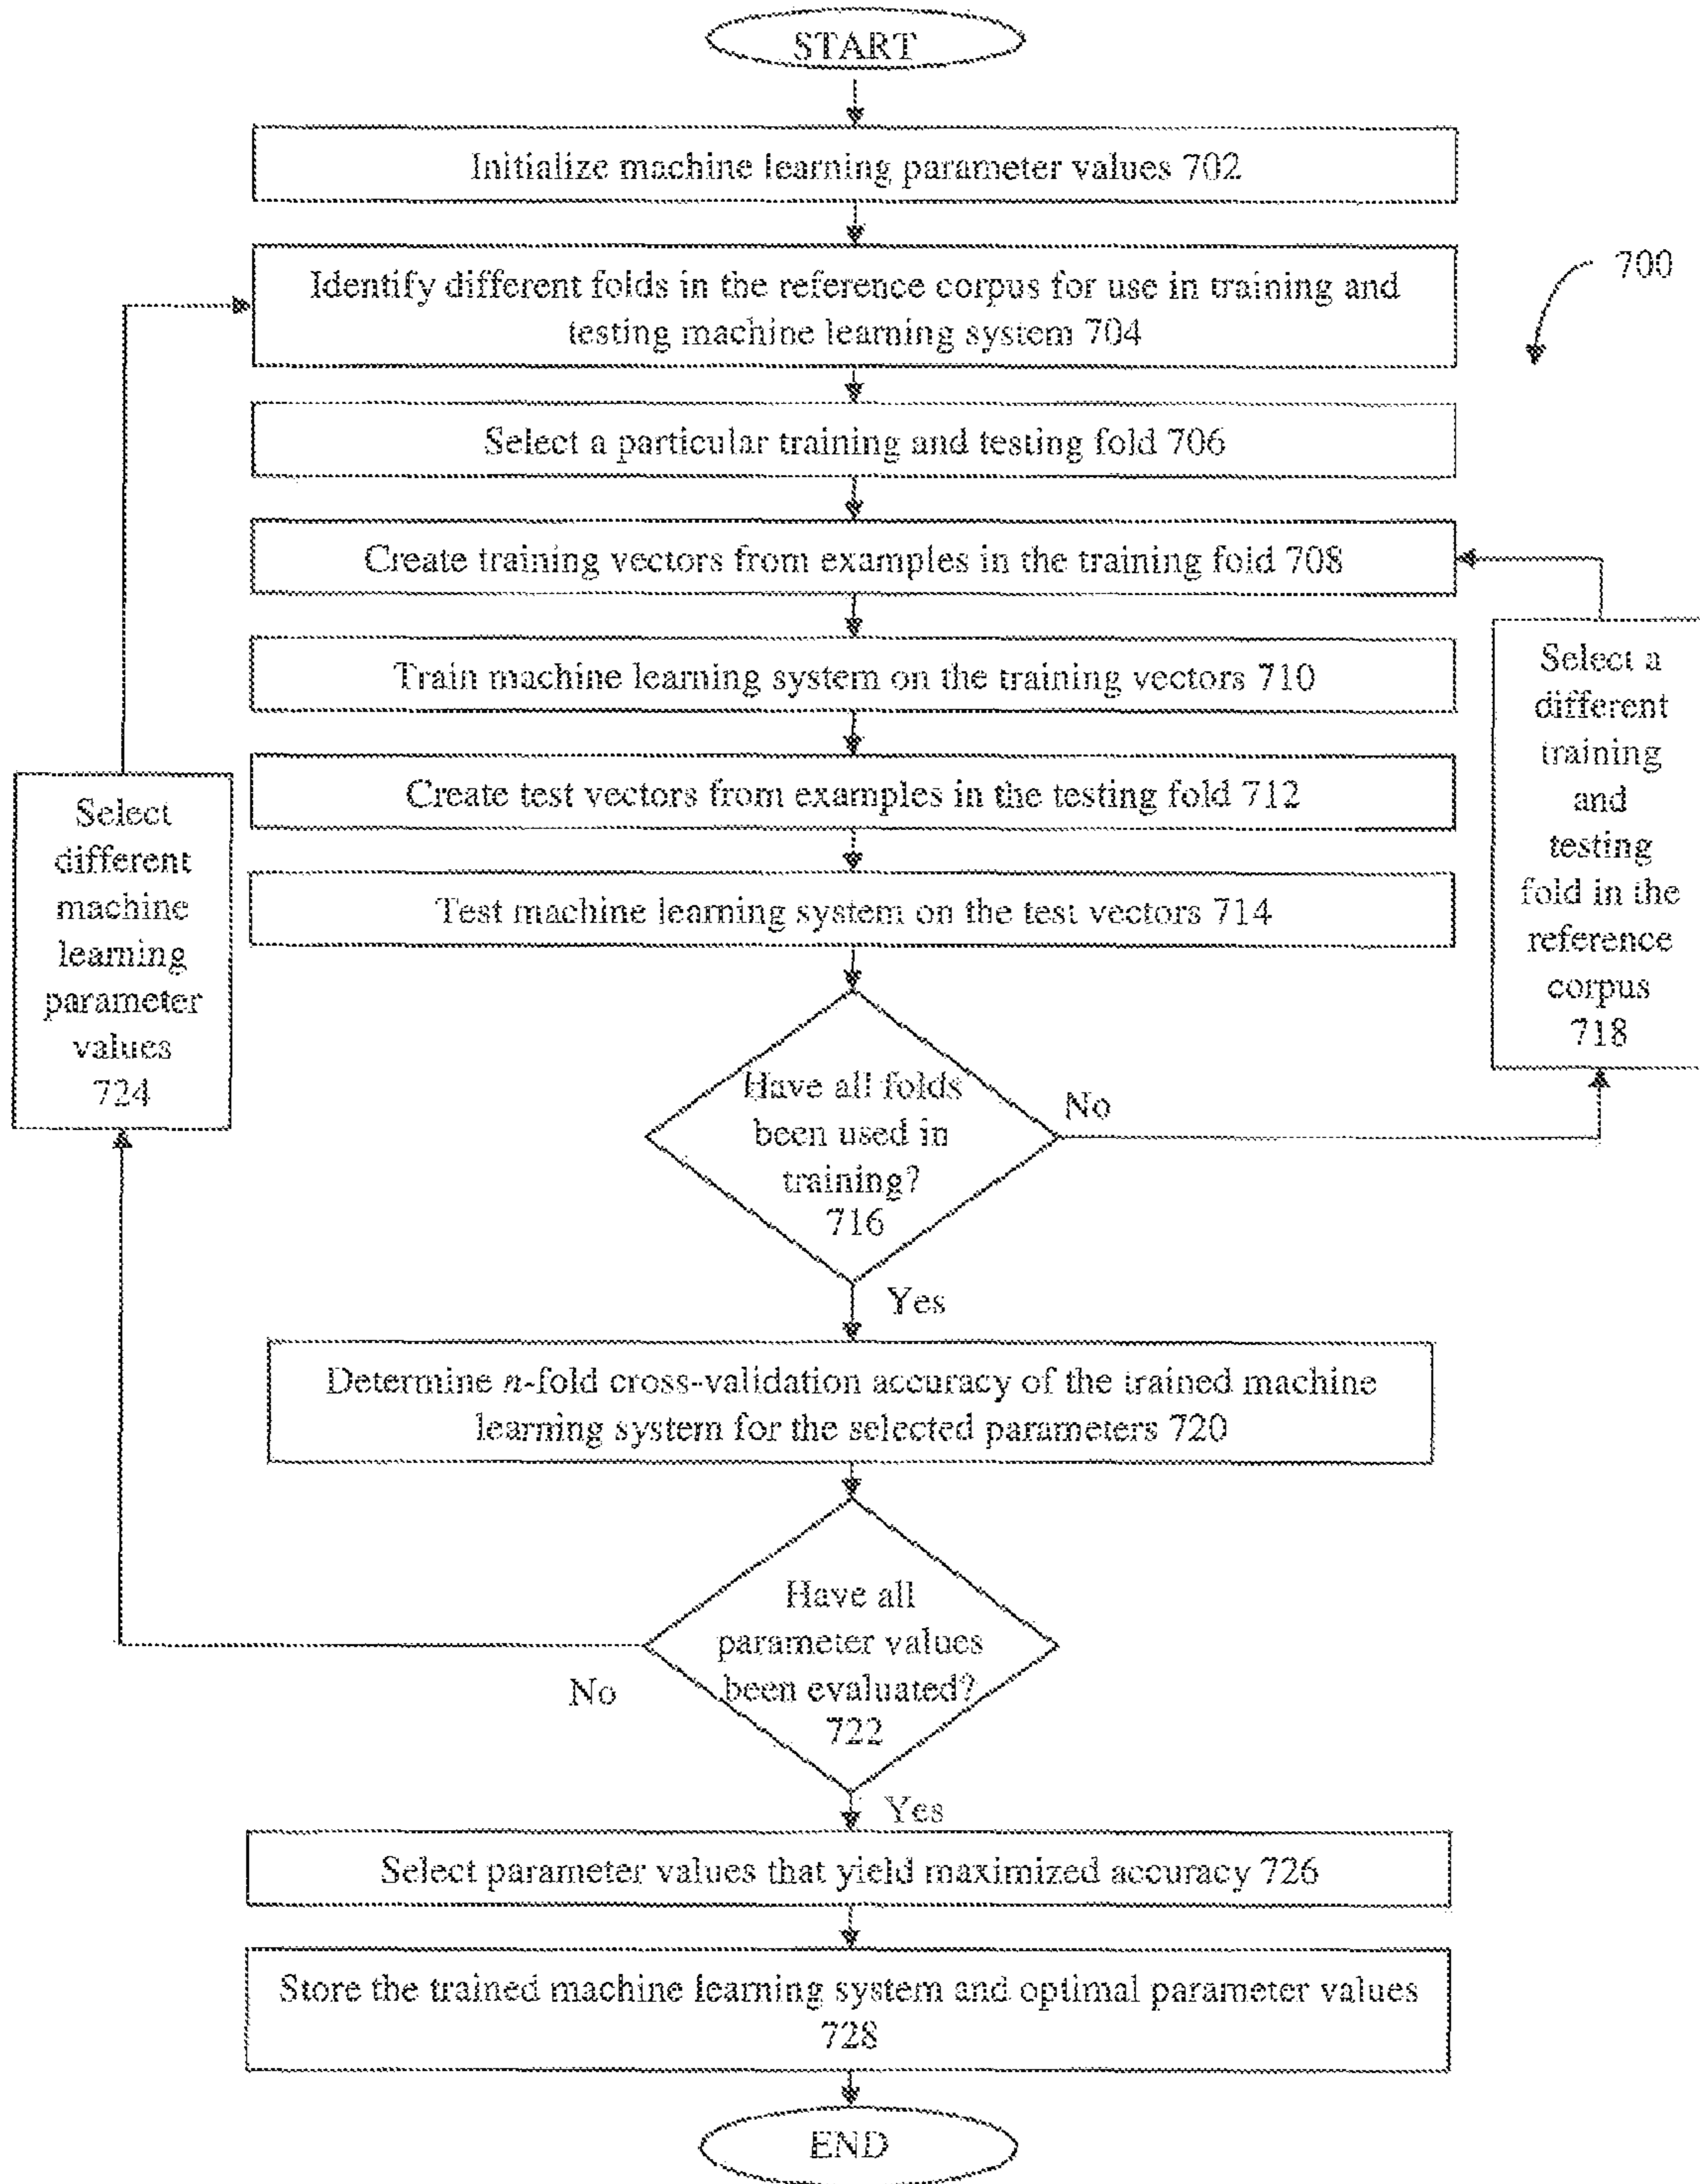 START
Initialize machine learning parameter values 702
Identify different folds in the reference corpus for use in training and
testing machine learning system 704
700
Select a particular training and testing fold 706
Create training vectors from examples in the training fold 708
Train machine learning system on the training vectors 710
Create test vectors from examples in the testing fold 712
Test machine learning system on the test vectors 714
Select a
different
training
and
testing
fold in the
reference
corpus
718
Select
different
machine
learning
parameter
values
724
Have all folds
been used in
training?
716
No
Yes
Determine n-fold cross-validation accuracy of the trained machine
learning system for the selected parameters 720
Have all
parameter values
been evaluated?
722
No
Yes
Select parameter values that yield maximized accuracy 726
Store the trained machine learning system and optimal parameter values
728
END